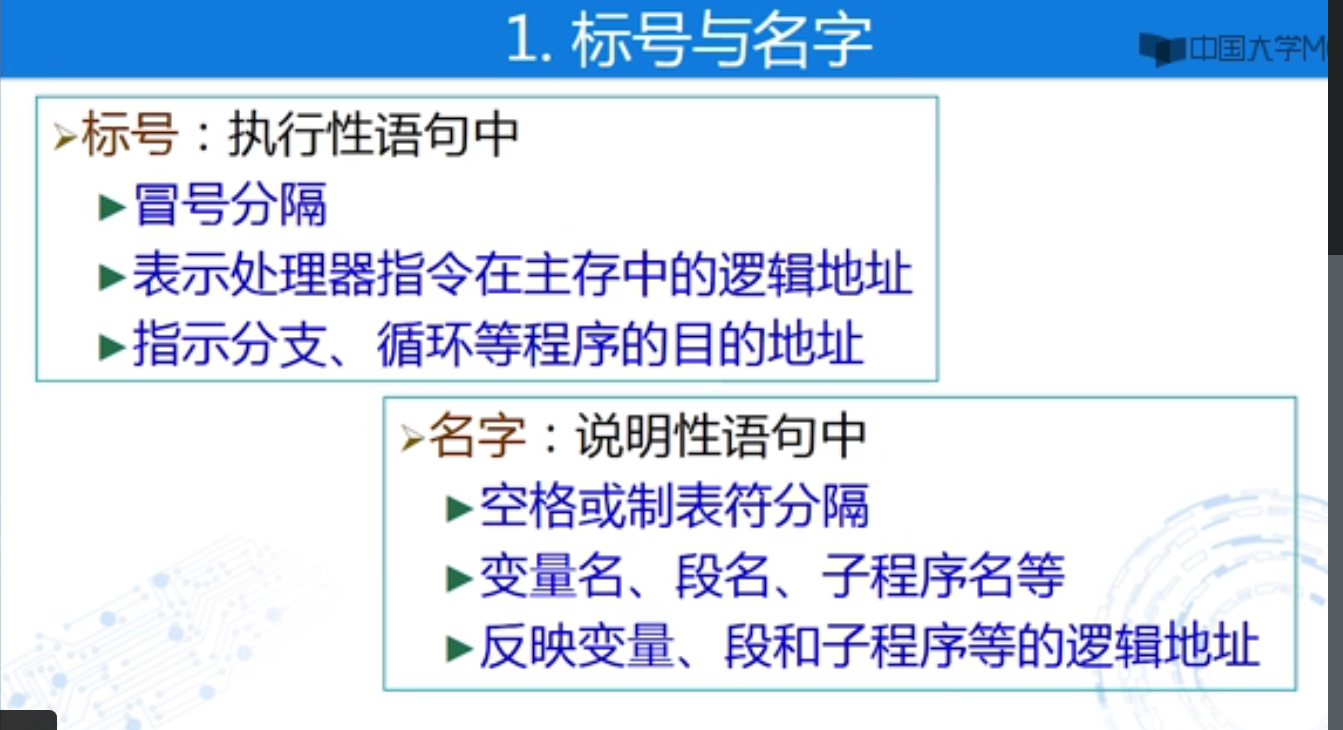 1. 标号与名字
中国大学M
标号：执行性语句中
冒号分隔
表示处理器指令在主存中的逻辑地址
指示分支、循环等程序的目的地址
名字：说明性语句中
空格或制表符分隔
变量名、段名、子程序名等
反映变量、段和子程序等的逻辑地址